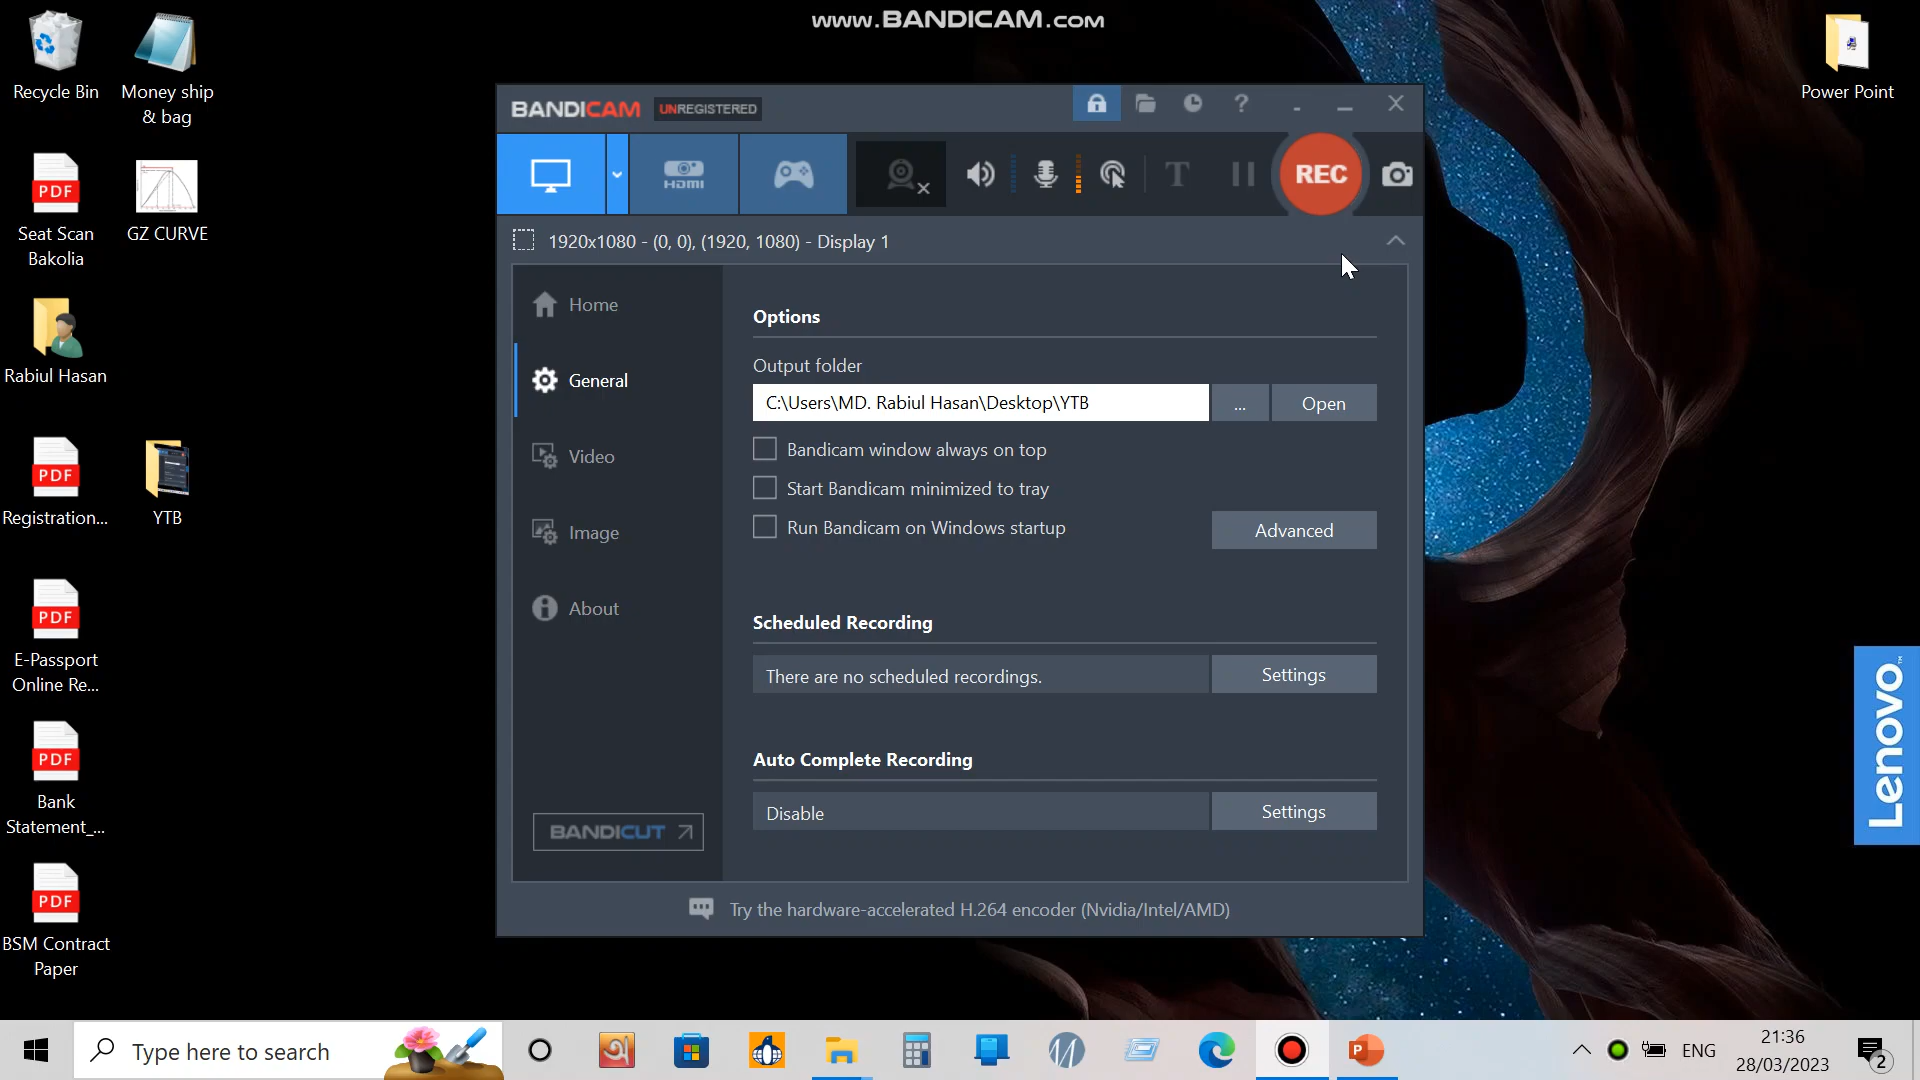 www.BANDICAM.com
Recycle Bin
Money ship
& bag
PDF
Seat Scan
Bakolia
GZ CURVE
Rabiul Hasan
PDF
Registration...
YTB
PDF
E-Passport
Online Re...
PDF
Bank
Statement_...
PDF
BSM Contract
Paper
Power Point
BANDICAM UNREGISTERED
HDMI
T
REC
1920x1080 - (0, 0), (1920, 1080) - Display 1
Home
General
Video
Image
About
BANDICUT
Options
Output folder
C:\Users\MD. Rabiul Hasan\Desktop\YTB
...
Open
Bandicam window always on top
Start Bandicam minimized to tray
Run Bandicam on Windows startup
Advanced
Scheduled Recording
There are no scheduled recordings.
Settings
Auto Complete Recording
Disable
Settings
Try the hardware-accelerated H.264 encoder (Nvidia/Intel/AMD)
Lenovo
Type here to search
অ
M
P
ENG
21:36
28/03/2023
2